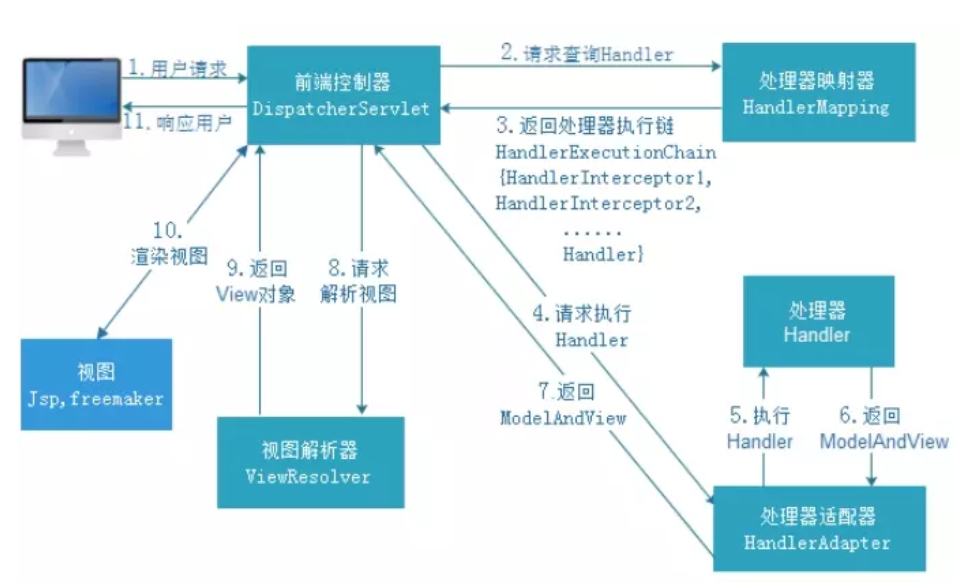 1.用户请求
11.响应用户
前端控制器
DispatcherServlet
2.请求查询Handler
处理器映射器
HandlerMapping
3.返回处理器执行链
HandlerExecutionChain
{HandlerInterceptor1,
HandlerInterceptor2,
......
Handler}
10.
渲染视图
9.返回
View对象
8.请求
解析视图
4.请求执行
Handler
处理器
Handler
视图
Jsp,freemaker
7.返回
ModelAndView
5.执行
Handler
6.返回
ModelAndView
视图解析器
ViewResolver
处理器适配器
HandlerAdapter